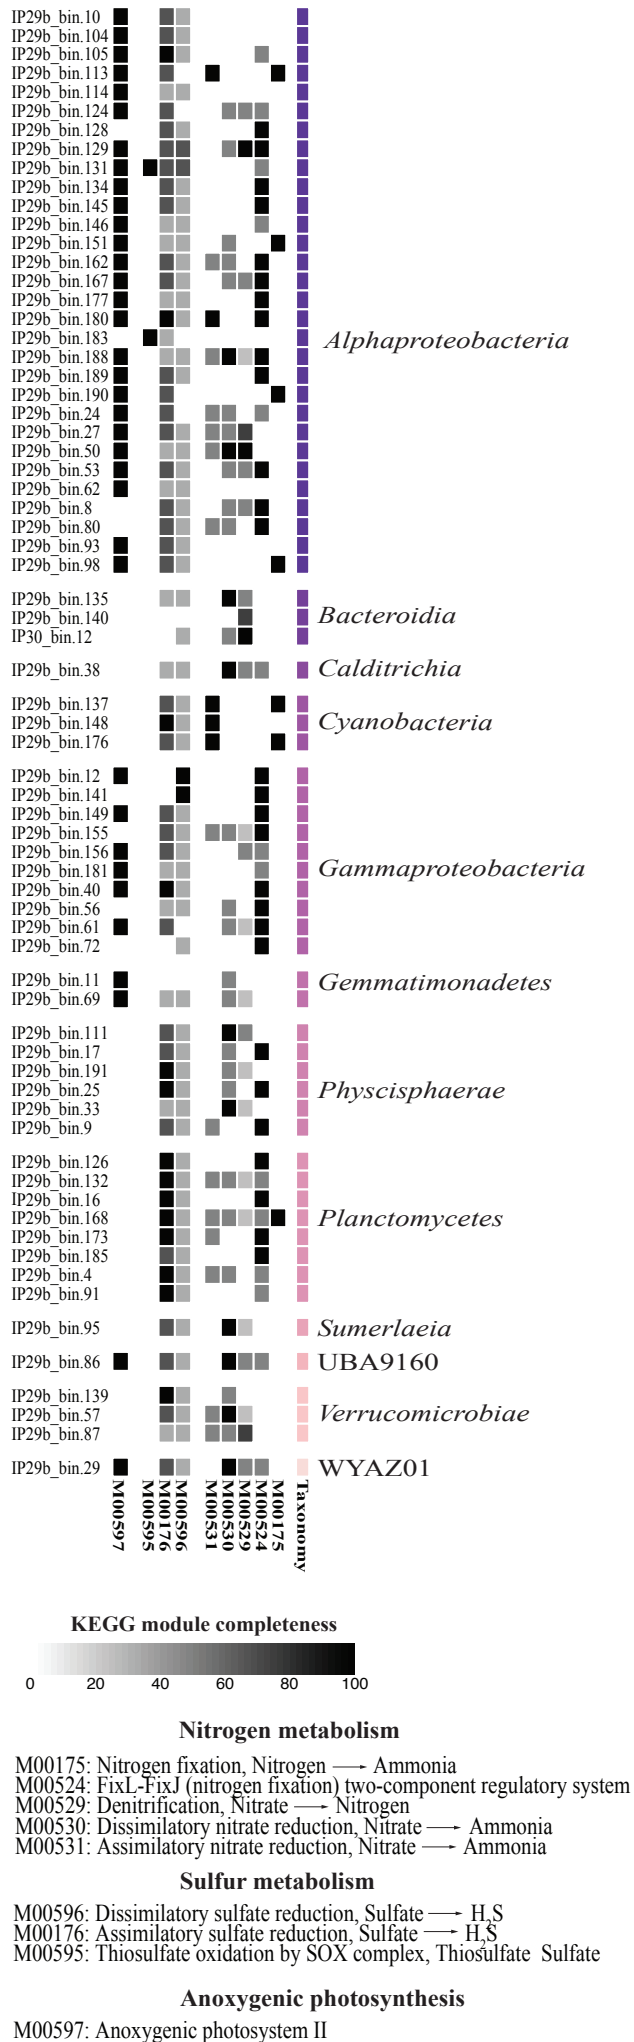 IP29b_bin.10
IP29b_bin.104
IP29b_bin.105
IP29b_bin.113
IP29b_bin.114
IP29b_bin.124
IP29b_bin.128
IP29b_bin.129
IP29b_bin.131
IP29b_bin.134
IP29b_bin.145
IP29b_bin.146
IP29b_bin.151
IP29b_bin.162
IP29b_bin.167
IP29b_bin.177
IP29b_bin.180
IP29b_bin.183
Alphaproteobacteria
IP29b_bin.188
IP29b_bin.189
IP29b_bin.190
IP29b_bin.24
IP29b_bin.27
IP29b_bin.50
IP29b_bin.53
IP29b_bin.62
IP29b_bin.8
IP29b_bin.80
IP29b_bin.93
IP29b_bin.98
IP29b_bin.135
IP29b_bin.140
Bacteroidia
IP30_bin.12
IP29b_bin.38
Calditrichia
IP29b_bin.137
IP29b_bin.148
Cyanobacteria
IP29b_bin.176
IP29b_bin.12
IP29b_bin.141
IP29b_bin.149
IP29b_bin.155
IP29b_bin.156
IP29b_bin.181
Gammaproteobacteria
IP29b_bin.40
IP29b_bin.56
IP29b_bin.61
IP29b_bin.72
IP29b_bin.11
Gemmatimonadetes
IP29b_bin.69
IP29b_bin.111
IP29b_bin.17
IP29b_bin.191
IP29b_bin.25
Physcisphaerae
IP29b_bin.33
IP29b_bin.9
IP29b_bin.126
IP29b_bin.132
IP29b_bin.16
IP29b_bin.168
Planctomycetes
IP29b_bin.173
IP29b_bin.185
IP29b_bin.4
IP29b_bin.91
IP29b_bin.95
Sumerlaeia
IP29b_bin.86
UBA9160
IP29b_bin.139
IP29b_bin.57
Verrucomicrobiae
IP29b_bin.87
IP29b_bin.29
WYAZ01
M00597
M00595
M00176
M00596
M00531
M00530
M00529
M00524
M00175
Taxonomy
KEGG module completeness
0 20 40 60 80 100
Nitrogen metabolism
M00175: Nitrogen fixation, Nitrogen → Ammonia
M00524: FixL-FixJ (nitrogen fixation) two-component regulatory system
M00529: Denitrification, Nitrate → Nitrogen
M00530: Dissimilatory nitrate reduction, Nitrate → Ammonia
M00531: Assimilatory nitrate reduction, Nitrate → Ammonia
Sulfur metabolism
M00596: Dissimilatory sulfate reduction, Sulfate → H₂S
M00176: Assimilatory sulfate reduction, Sulfate → H₂S
M00595: Thiosulfate oxidation by SOX complex, Thiosulfate Sulfate
Anoxygenic photosynthesis
M00597: Anoxygenic photosystem II